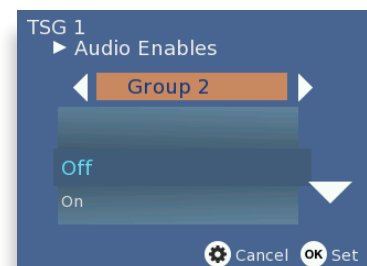 TSG 1
Audio Enables
Group 2
Off
On
Cancel OK Set